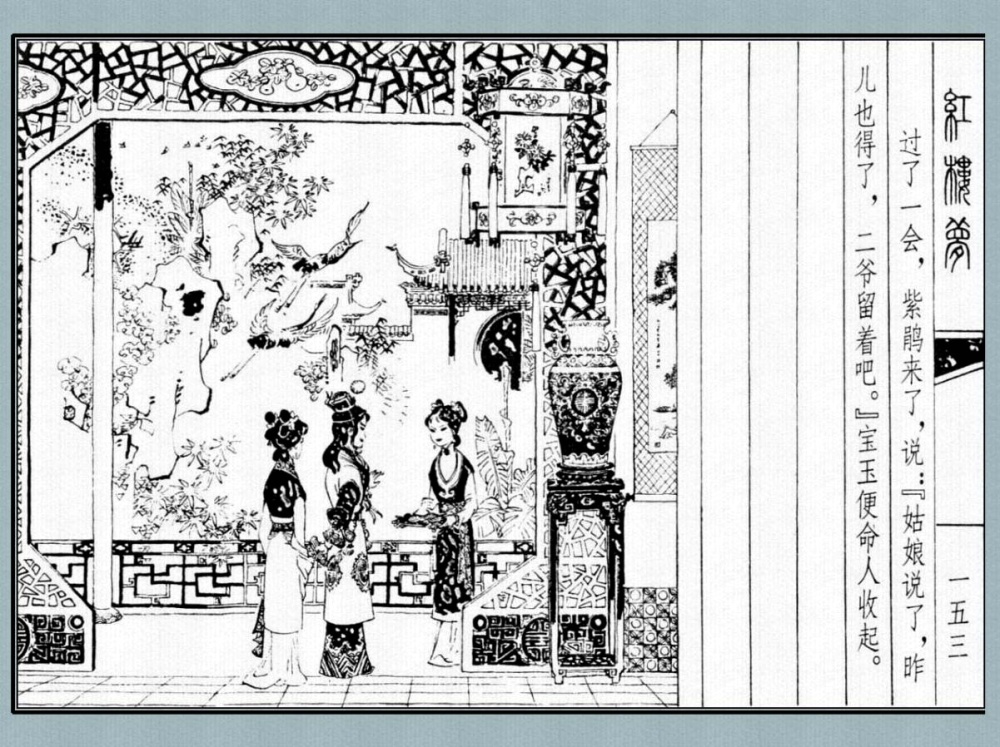 红楼梦
过了一会，紫鹃来了，说：『姑娘说了，昨
儿也得了，二爷留着吧。』宝玉便命人收起。
一五三